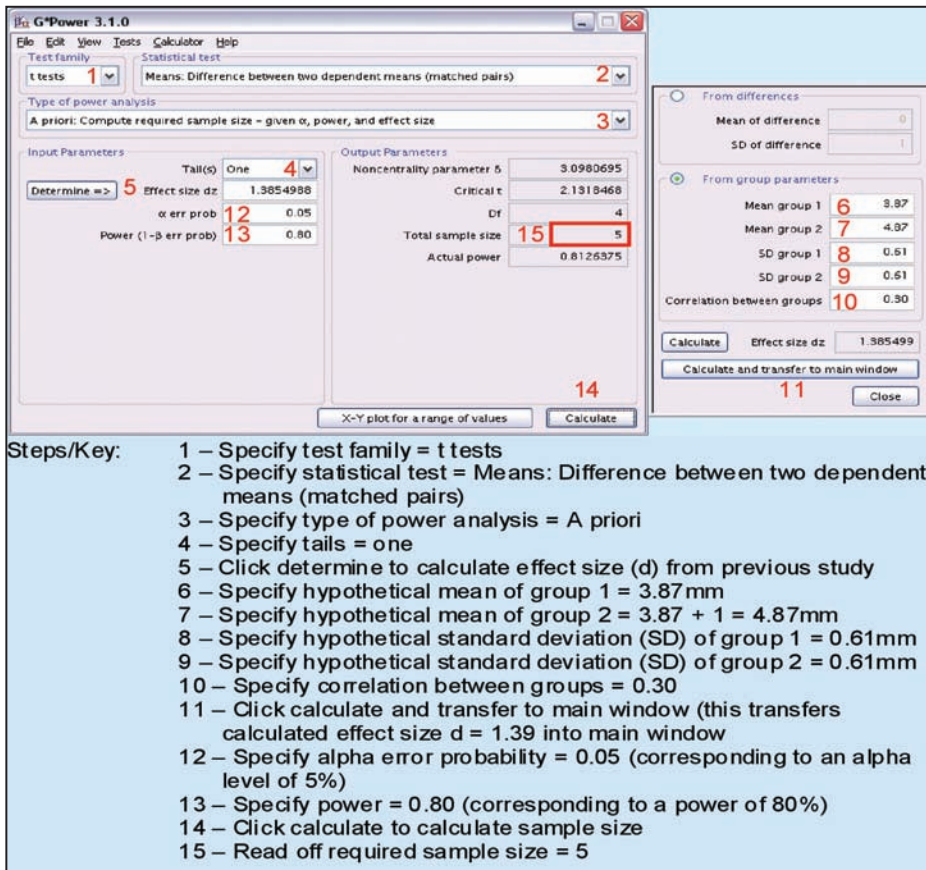 G*Power 3.1.0
File Edit View Tests Calculator Help
Test family
t tests 1
Statistical test
Means: Difference between two dependent means (matched pairs) 2
Type of power analysis
A priori: Compute required sample size – given α, power, and effect size 3
Input Parameters
Tail(s) One 4
Determine => 5 Effect size dz 1.3854988
α err prob 12 0.05
Power (1-β err prob) 13 0.80
Output Parameters
Noncentrality parameter δ 3.0980695
Critical t 2.1318468
Df 4
Total sample size 15 5
Actual power 0.8126375
14
X-Y plot for a range of values Calculate
From differences
Mean of difference 0
SD of difference 1
From group parameters
Mean group 1 6 3.87
Mean group 2 7 4.87
SD group 1 8 0.61
SD group 2 9 0.61
Correlation between groups 10 0.30
Calculate Effect size dz 1.385499
Calculate and transfer to main window
11
Close
Steps/Key: 1 – Specify test family = t tests
2 – Specify statistical test = Means: Difference between two dependent
means (matched pairs)
3 – Specify type of power analysis = A priori
4 – Specify tails = one
5 – Click determine to calculate effect size (d) from previous study
6 – Specify hypothetical mean of group 1 = 3.87mm
7 – Specify hypothetical mean of group 2 = 3.87 + 1 = 4.87mm
8 – Specify hypothetical standard deviation (SD) of group 1 = 0.61mm
9 – Specify hypothetical standard deviation (SD) of group 2 = 0.61mm
10 – Specify correlation between groups = 0.30
11 – Click calculate and transfer to main window (this transfers
calculated effect size d = 1.39 into main window
12 – Specify alpha error probability = 0.05 (corresponding to an alpha
level of 5%)
13 – Specify power = 0.80 (corresponding to a power of 80%)
14 – Click calculate to calculate sample size
15 – Read off required sample size = 5